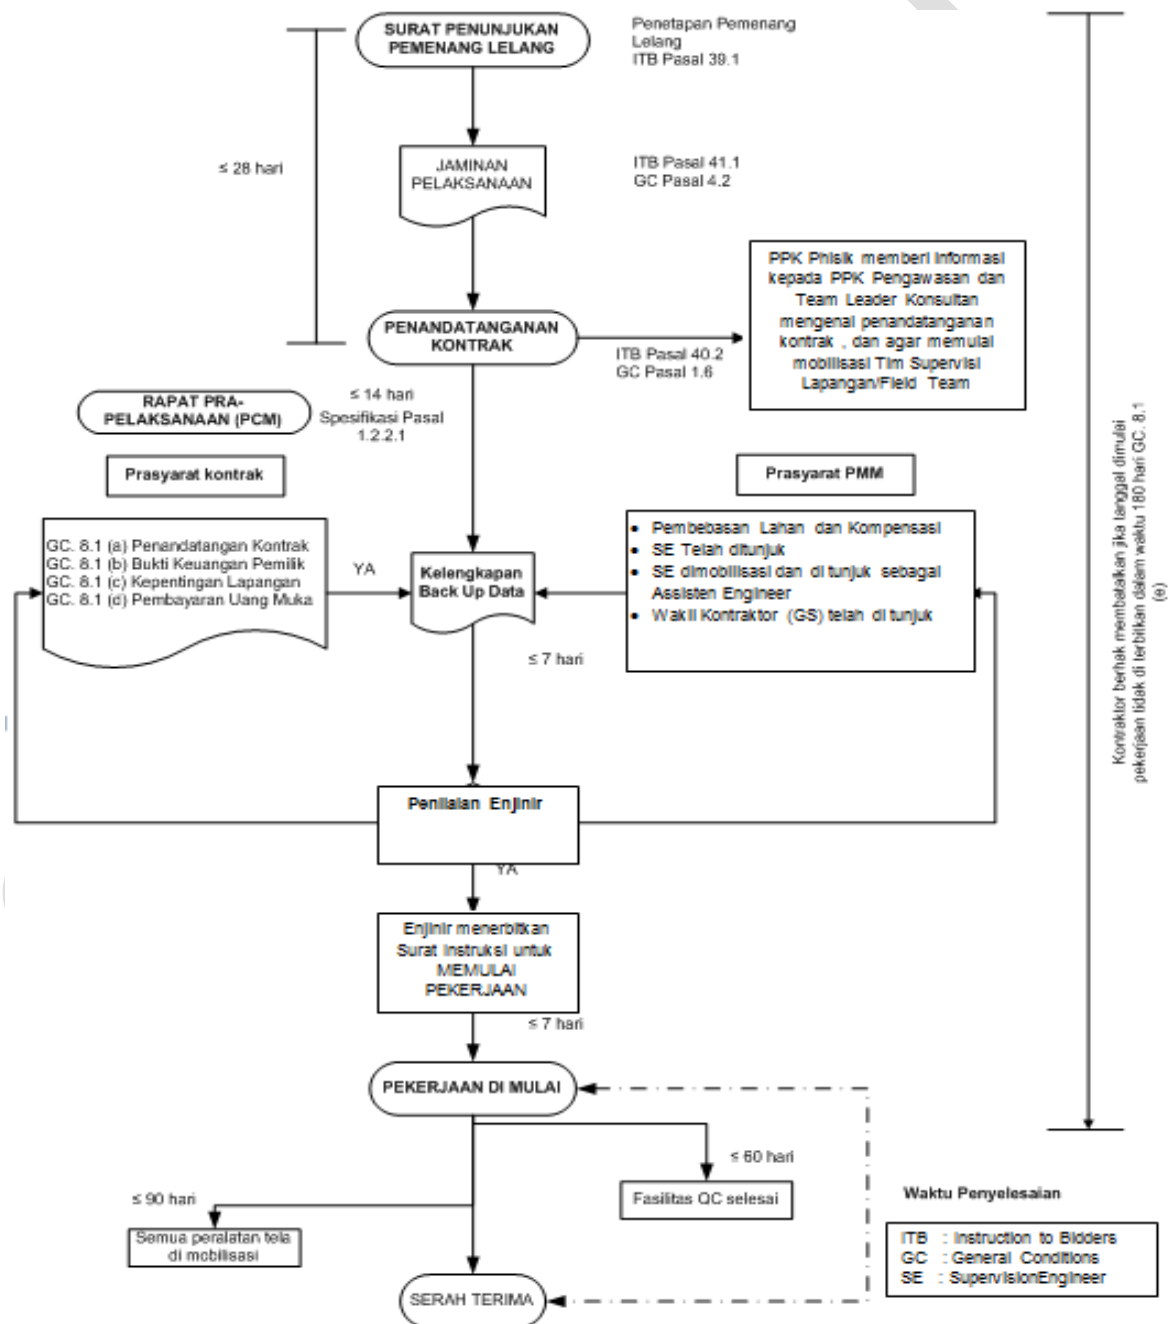 SURAT PENUNJUKAN
PEMENANG LELANG
Penetapan Pemenang
Lelang
ITB Pasal 39.1
≤ 28 hari
JAMINAN
PELAKSANAAN
ITB Pasal 41.1
GC Pasal 4.2
PENANDATANGANAN
KONTRAK
ITB Pasal 40.2
GC Pasal 1.6
PPK Phisik memberi informasi
kepada PPK Pengawasan dan
Team Leader Konsultan
mengenai penandatanganan
kontrak , dan agar memulai
mobilisasi Tim Supervisi
Lapangan/Field Team
RAPAT PRA-
PELAKSANAAN (PCM)
≤ 14 hari
Spesifikasi Pasal
1.2.2.1
Prasyarat kontrak
Prasyarat PMM
GC. 8.1 (a) Penandatangan Kontrak
GC. 8.1 (b) Bukti Keuangan Pemilik
GC. 8.1 (c) Kepentingan Lapangan
GC. 8.1 (d) Pembayaran Uang Muka
YA
Kelengkapan
Back Up Data
• Pembebasan Lahan dan Kompensasi
• SE Telah ditunjuk
• SE dimobilisasi dan di tunjuk sebagai
Assisten Engineer
• Wakil Kontraktor (GS) telah di tunjuk
≤ 7 hari
Kontraktor berhak membatalkan jika tanggal dimulai
pekerjaan tidak di terbitkan dalam waktu 180 hari GC. 8.1
(e)
Penilaian Enjinir
YA
Enjinir menerbitkan
Surat Instruksi untuk
MEMULAI
PEKERJAAN
≤ 7 hari
PEKERJAAN DI MULAI
≤ 60 hari
Fasilitas QC selesai
≤ 90 hari
Semua peralatan tela
di mobilisasi
SERAH TERIMA
Waktu Penyelesaian
ITB : Instruction to Bidders
GC : General Conditions
SE : SupervisionEngineer